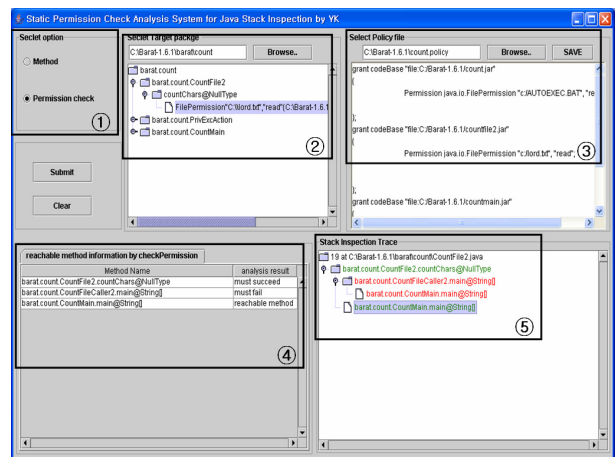 Static Permission Check Analysis System for Java Stack Inspection by YK
Seclet option
Method
Permission check
①
Submit
Clear
Seclet Target packge
C:\Barat-1.6.1\barat\count
Browse..
barat.count
barat.count.CountFile2
countChars@NullType
FilePermission"C:\\lord.txt","read"(C:\Barat-1.6.1
barat.count.PrivExrAction
barat.count.CountMain
②
Select Policy file
C:\Barat-1.6.1\count.policy
Browse..
SAVE
grant codeBase "file:C:/Barat-1.6.1/count.jar"
{
Permission java.io.FilePermission "c:/AUTOEXEC.BAT", "re
};
grant codeBase "file:C:/Barat-1.6.1/countfile2.jar"
{
Permission java.io.FilePermission "c:/lord.txt", "read";
③
};
grant codeBase "file:C:/Barat-1.6.1/countmain.jar"
{
reachable method information by checkPermission
Method Name analysis result
barat.count.CountFile2.countChars@NullType must succeed
barat.count.CountFileCaller2.main@String[] must fail
barat.count.CountMain.main@String[] reachable method
④
Stack Inspection Trace
19 at C:\Barat-1.6.1\barat\count\CountFile2.java
barat.count.CountFile2.countChars@NullType
barat.count.CountFileCaller2.main@String[]
barat.count.CountMain.main@String[]
barat.count.CountMain.main@String[]
⑤